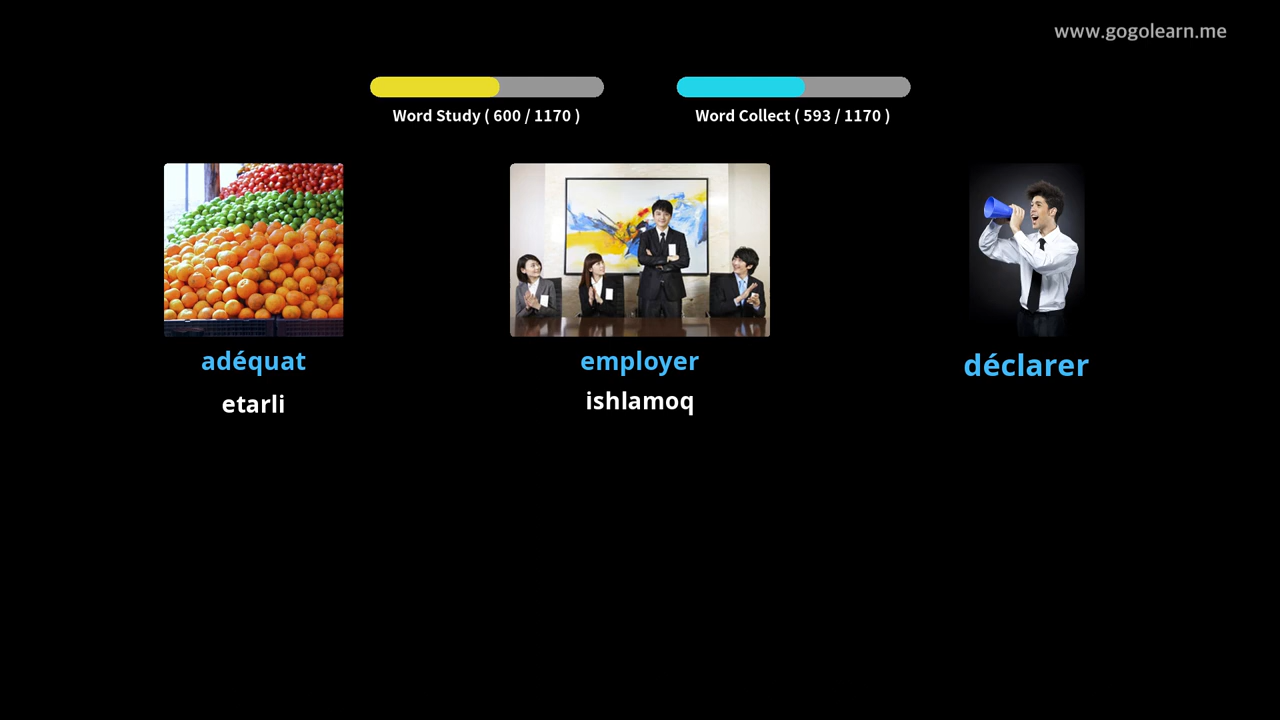 www.gogolearn.me
Word Study ( 600 / 1170 )
Word Collect ( 593 / 1170 )
adéquat
etarli
employer
ishlamoq
déclarer